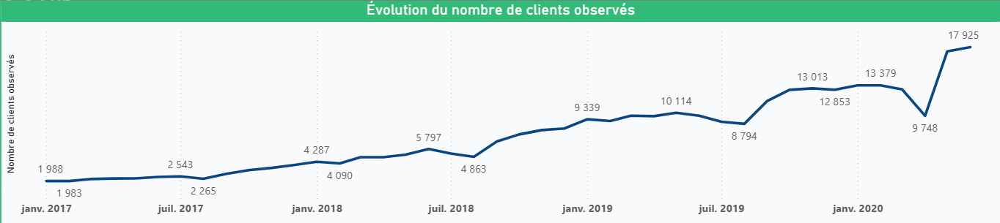 Évolution du nombre de clients observés
Nombre de clients observés
1 988
1 983
2 543
2 265
4 287
4 090
5 797
4 863
9 339
10 114
8 794
13 013
12 853
13 379
9 748
17 925
janv. 2017
juil. 2017
janv. 2018
juil. 2018
janv. 2019
juil. 2019
janv. 2020